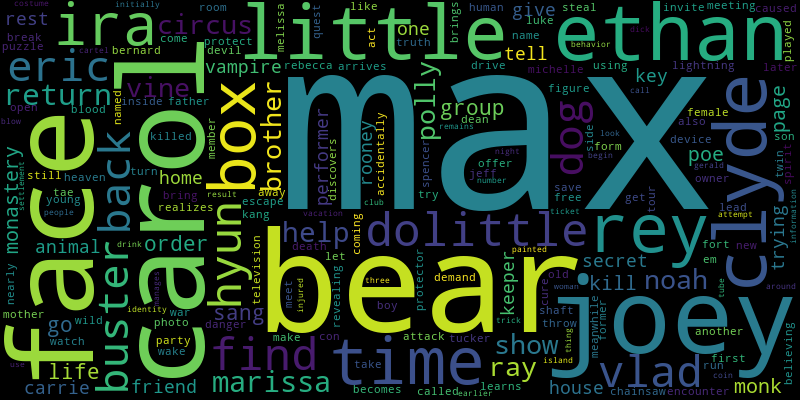 costume
initially
rest
ira
circus
room
little
ethan
break
puzzle
cartel
bernard
come
protect
devil
quest
melissa
like
act
truth
one
brings
human
give
invite
meeting
caused
steal
luke
name
tell
behavior
played
eric
vampire
rebecca
arrives
drive
michelle
lightning
later
return
vine
key
using
open
blood
inside
father
box
brother
max
polly
group
dog
figure
female
page
blow
named
carol
killed
member
performer
discovers
rooney
accidentally
dean
remains
night
side
form
look
call
dick
also
device
poe
son
face
back
monastery
settlement
still
heaven
turn
home
spencer
jeff
number
offer
begin
gerald
twin
spirit
tae
young
people
bring
realizes
result
away
escape
club
try
save
free
get
tour
owner
clyde
kang
vacation
ticket
lead
attempt
animal
order
hyun
help
dolittle
rey
fort
new
trying
information
mother
drink
sang
death
coming
bear
painted
secret
em
nearly
go
wild
buster
identity
war
photo
danger
television
let
protector
demand
keeper
cure
old
kill
noah
tube
around
watch
manages
meet
injured
revealing
three
boy
trick
woman
shaft
joey
another
use
life
party
wake
find
make
con
time
attack
tucker
show
throw
thing
meanwhile
former
vlad
first
run
coin
believing
carrie
friend
marissa
take
ray
island
house
chainsaw
encounter
monk
becomes
called
earlier
learns